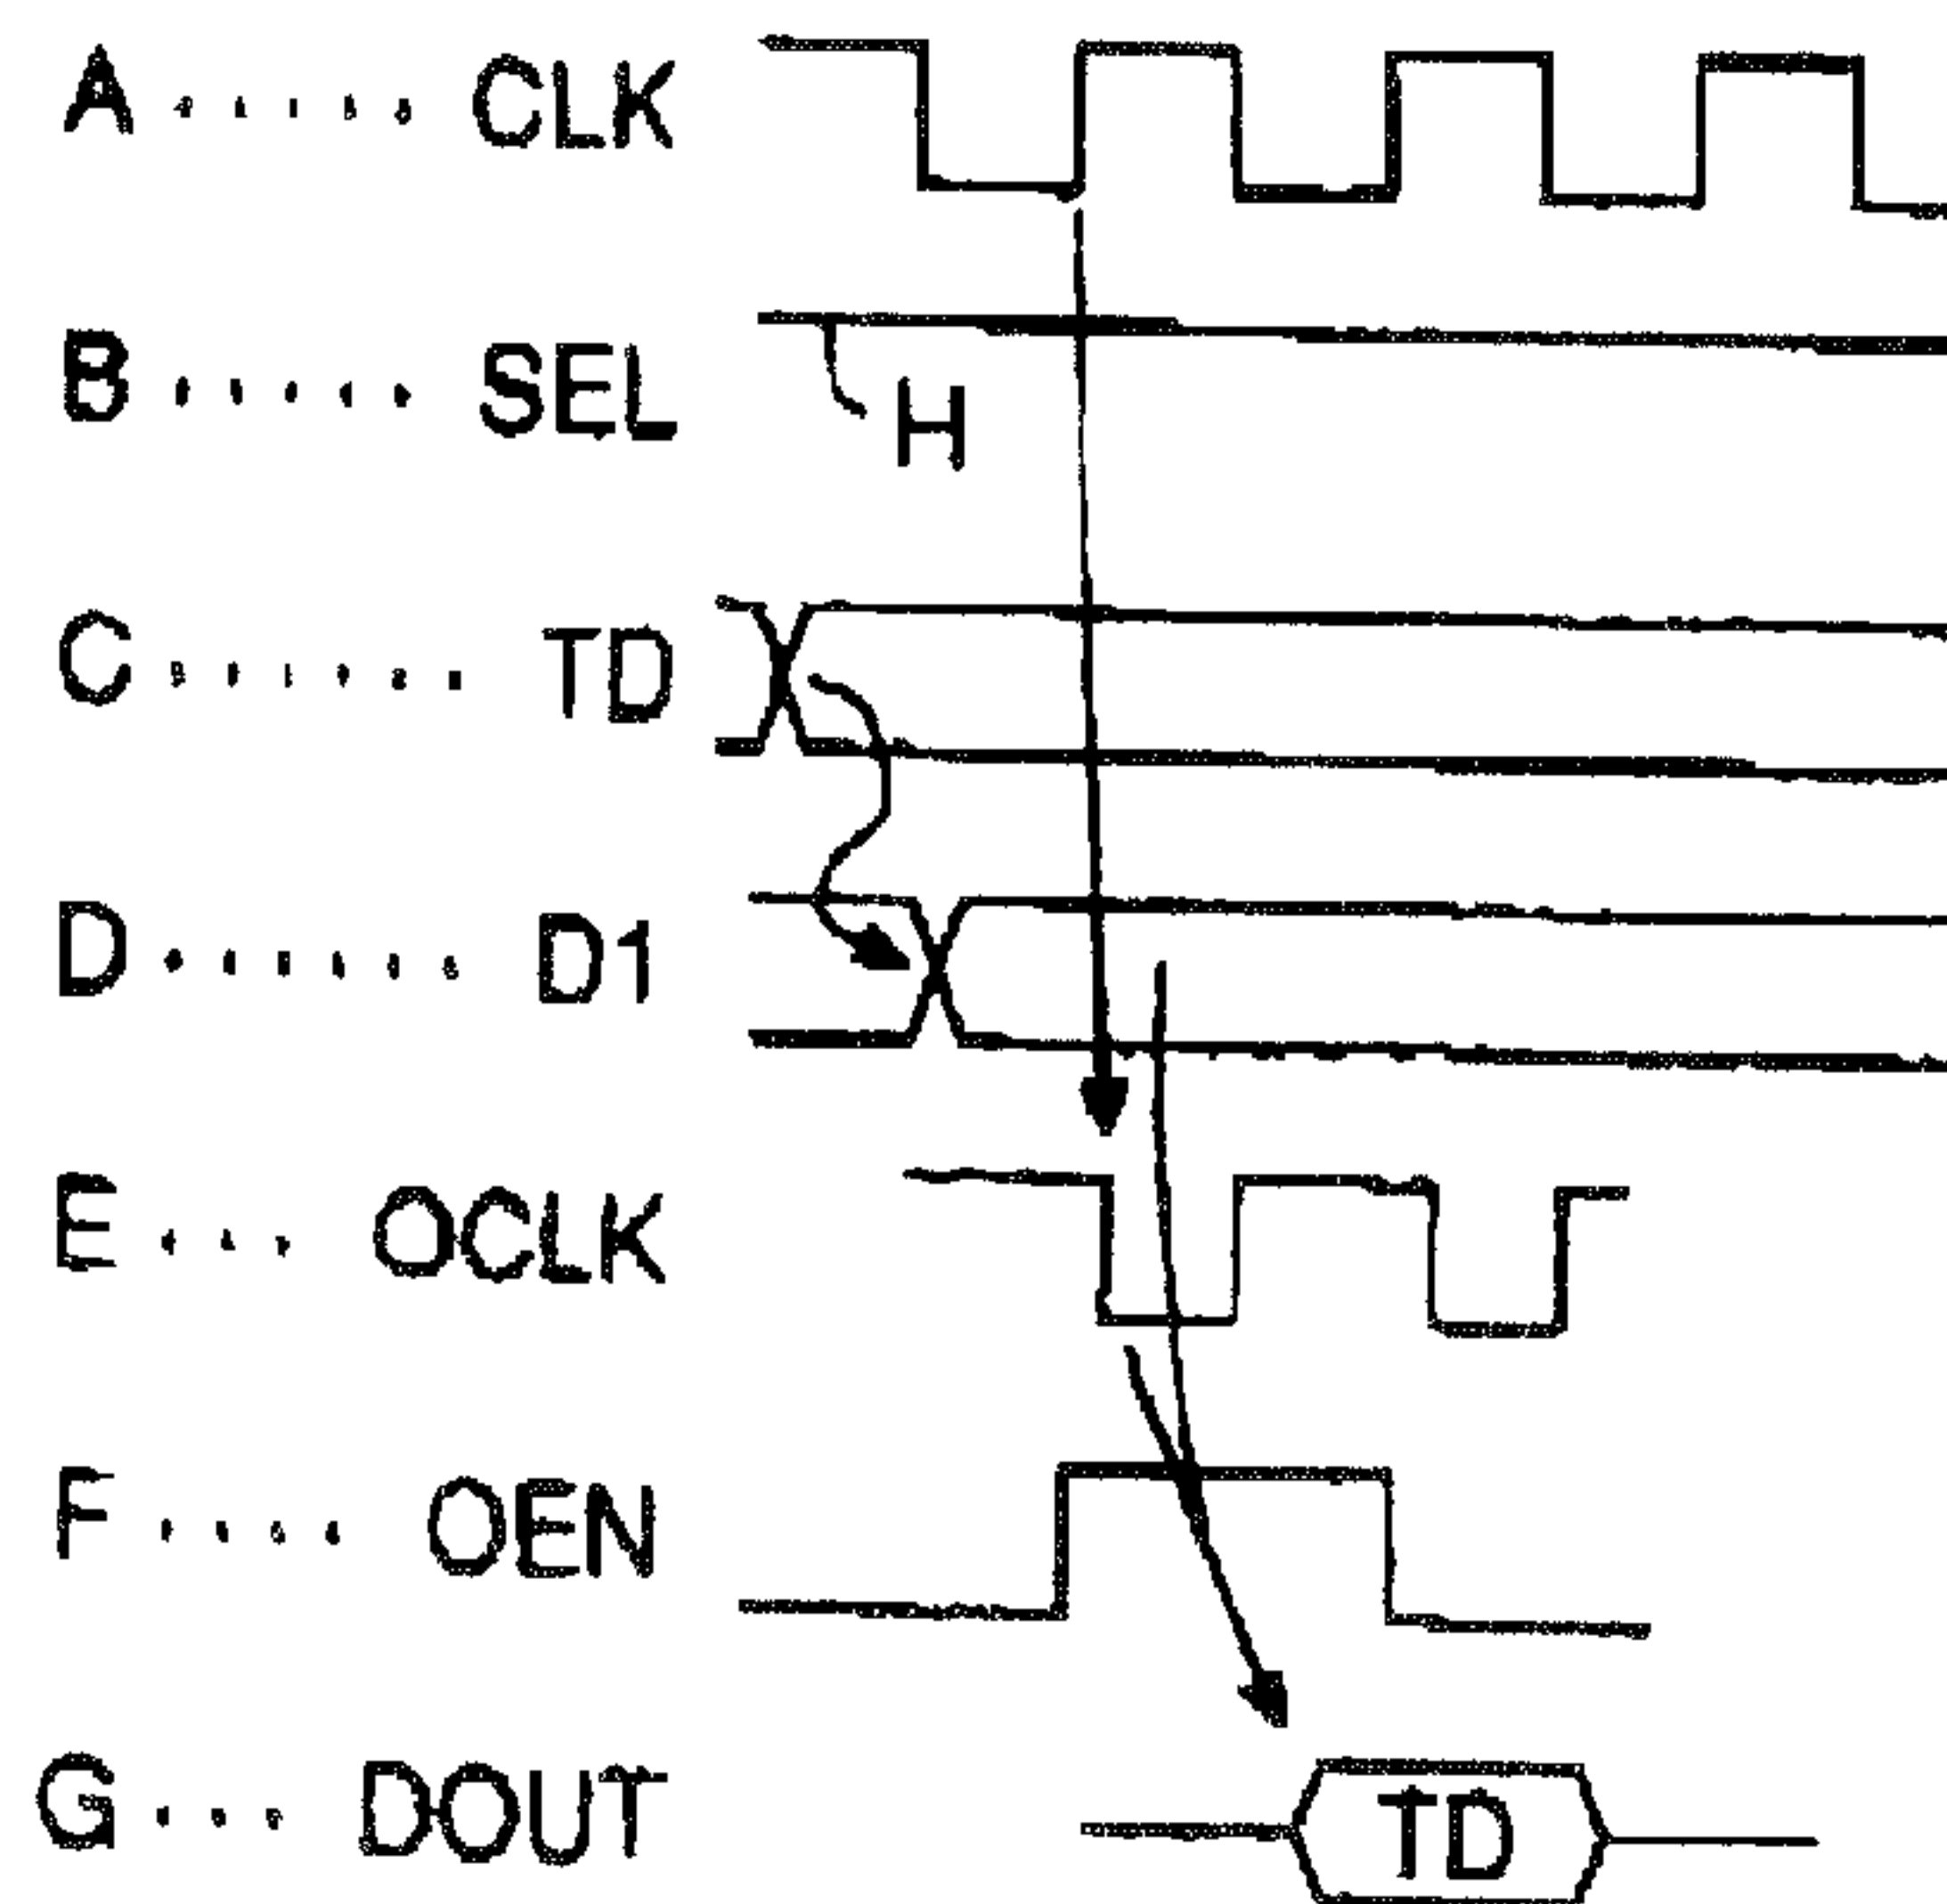 A ..... CLK
B ..... SEL
H
C ...... TD
D ...... D1
E ... OCLK
F .... OEN
G ... DOUT
TD